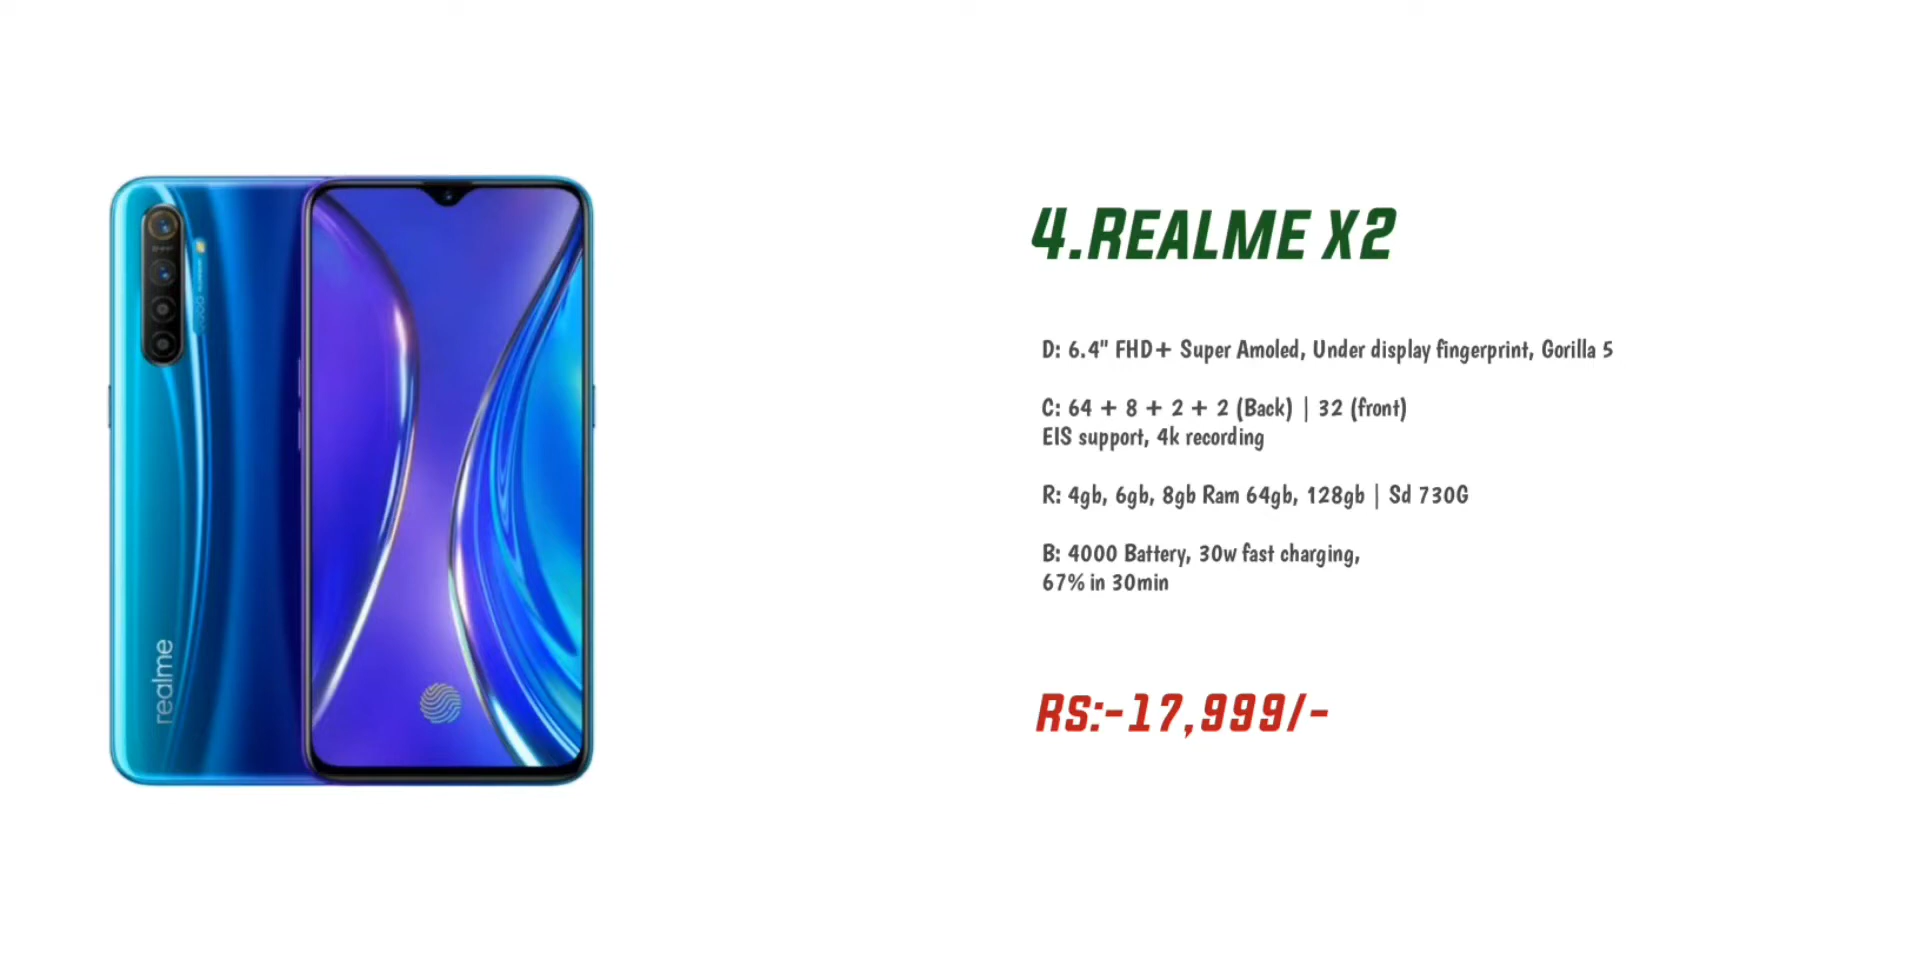 realme
4.REALME X2
D: 6.4" FHD+ Super Amoled, Under display fingerprint, Gorilla 5
C: 64 + 8 + 2 + 2 (Back) | 32 (front)
EIS support, 4k recording
R: 4gb, 6gb, 8gb Ram 64gb, 128gb | Sd 730G
B: 4000 Battery, 30w fast charging,
67% in 30min
RS:-17,999/-